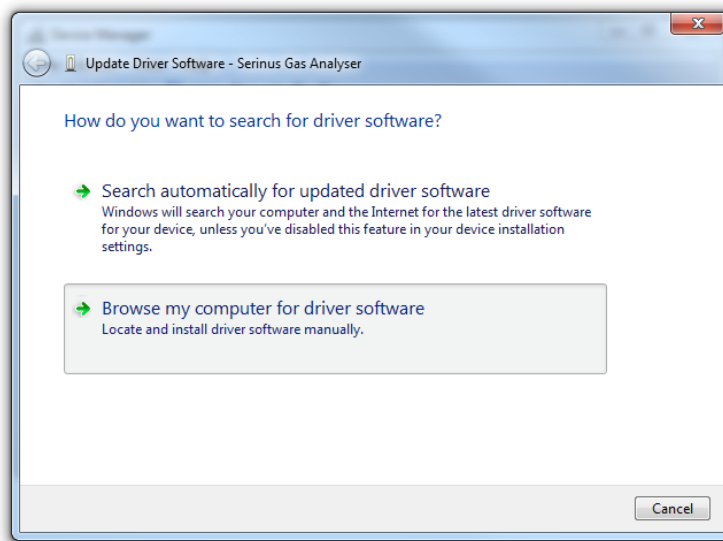 Device Manager
Update Driver Software - Serinus Gas Analyser
How do you want to search for driver software?
Search automatically for updated driver software
Windows will search your computer and the Internet for the latest driver software
for your device, unless you've disabled this feature in your device installation
settings.
Browse my computer for driver software
Locate and install driver software manually.
Cancel